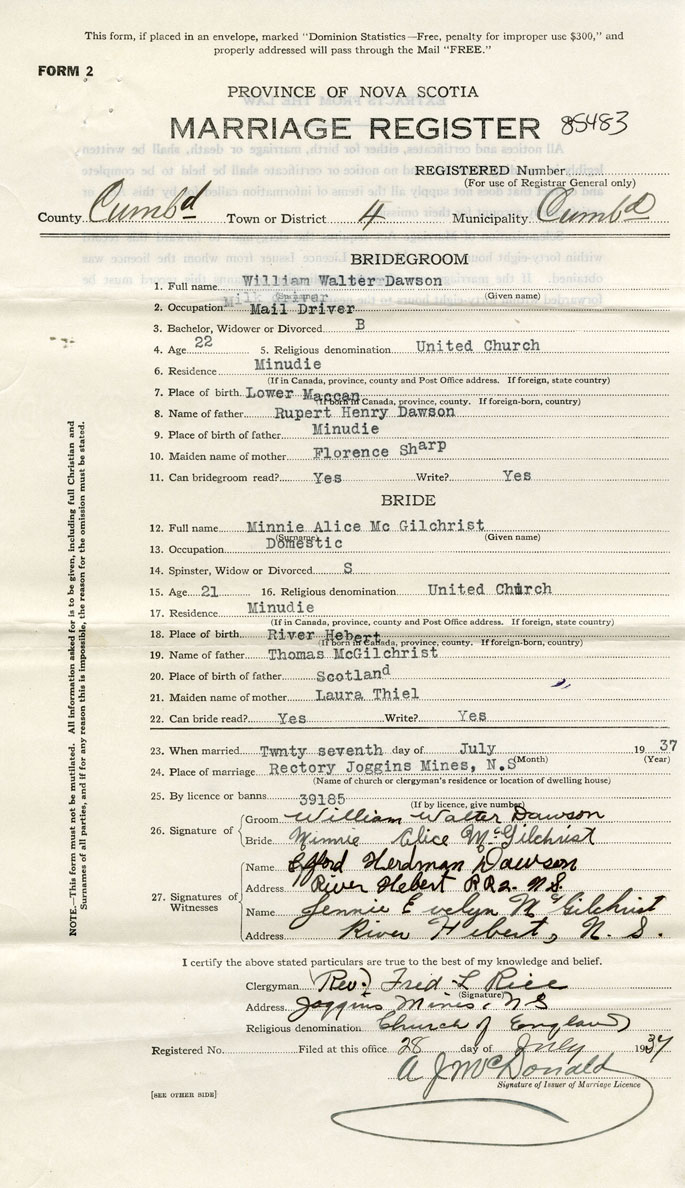 This form, if placed in an envelope, marked "Dominion Statistics—Free, penalty for improper use $300," and
properly addressed will pass through the Mail "FREE."
FORM 2
PROVINCE OF NOVA SCOTIA
MARRIAGE REGISTER 85483
REGISTERED Number
(For use of Registrar General only)
County Cumbd Town or District 4 Municipality Cumbd
BRIDEGROOM
1. Full name William Walter Dawson
(Given name)
2. Occupation Mail Driver
3. Bachelor, Widower or Divorced B
4. Age 22 5. Religious denomination United Church
6. Residence Minudie
(If in Canada, province, county and Post Office address. If foreign, state country)
7. Place of birth Lower Maccan
(If born in Canada, province, county. If foreign-born, country)
8. Name of father Rupert Henry Dawson
9. Place of birth of father Minudie
10. Maiden name of mother Florence Sharp
11. Can bridegroom read? Yes Write? Yes
BRIDE
12. Full name Minnie Alice Mc Gilchrist
(Surname) (Given name)
13. Occupation Domestic
14. Spinster, Widow or Divorced S
15. Age 21 16. Religious denomination United Church
17. Residence Minudie
(If in Canada, province, county and Post Office address. If foreign, state country)
18. Place of birth River Hebert
(If born in Canada, province, county. If foreign-born, country)
19. Name of father Thomas McGilchrist
20. Place of birth of father Scotland
21. Maiden name of mother Laura Thiel
22. Can bride read? Yes Write? Yes
23. When married Twnty seventh day of July 19 37
(Month) (Year)
24. Place of marriage Rectory Joggins Mines, N.S
(Name of church or clergyman's residence or location of dwelling house)
25. By licence or banns 39185
(If by licence, give number)
26. Signature of
Groom William Walter Dawson
Bride Minnie Alice McGilchrist
27. Signatures of Witnesses
Name Herdman Dawson
Address River Hebert RR2. N.S.
Name Jennie Evelyn McGilchrist
Address River Hebert, N. S.
I certify the above stated particulars are true to the best of my knowledge and belief.
Clergyman (Rev.) Fred L Rice
(Signature)
Address Joggins Mines, N S
Religious denomination Church of England
Registered No. Filed at this office 28 day of July 1937
A J McDonald
Signature of Issuer of Marriage Licence
[SEE OTHER SIDE]
NOTE.—This form must not be mutilated. All information asked for is to be given, including full Christian and
Surnames of all parties, and if for any reason this is impossible, the reason for the omission must be stated.